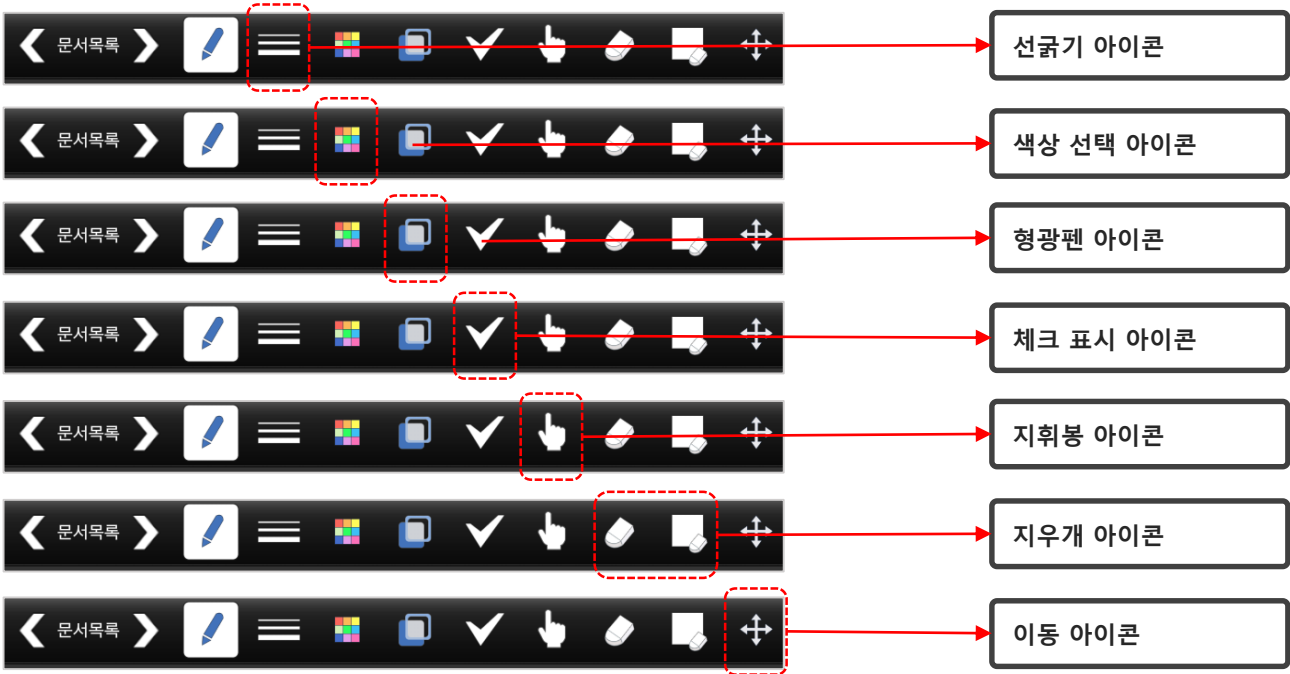 문서목록
선굵기 아이콘
문서목록
색상 선택 아이콘
문서목록
형광펜 아이콘
문서목록
체크 표시 아이콘
문서목록
지휘봉 아이콘
문서목록
지우개 아이콘
문서목록
이동 아이콘